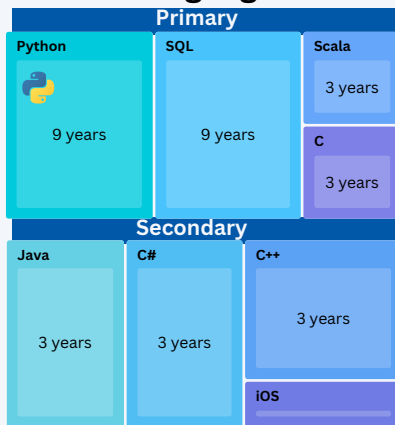 Primary
Python
9 years
SQL
9 years
Scala
3 years
C
3 years
Secondary
Java
3 years
C#
3 years
C++
3 years
iOS